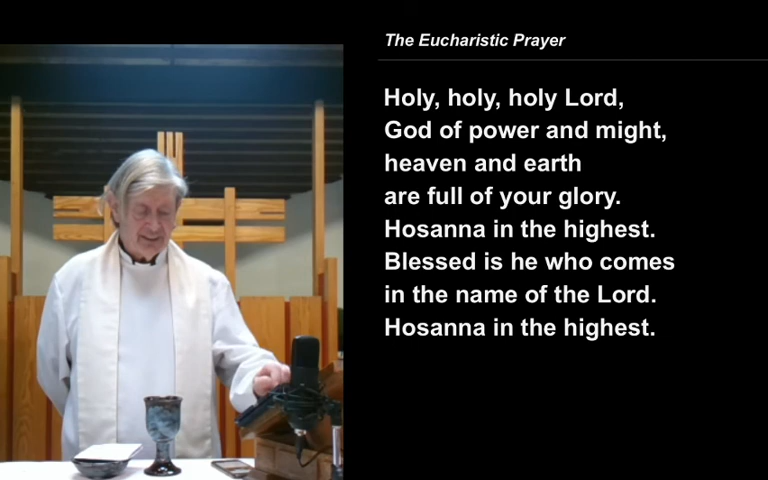 The Eucharistic Prayer
Holy, holy, holy Lord,
God of power and might,
heaven and earth
are full of your glory.
Hosanna in the highest.
Blessed is he who comes
in the name of the Lord.
Hosanna in the highest.